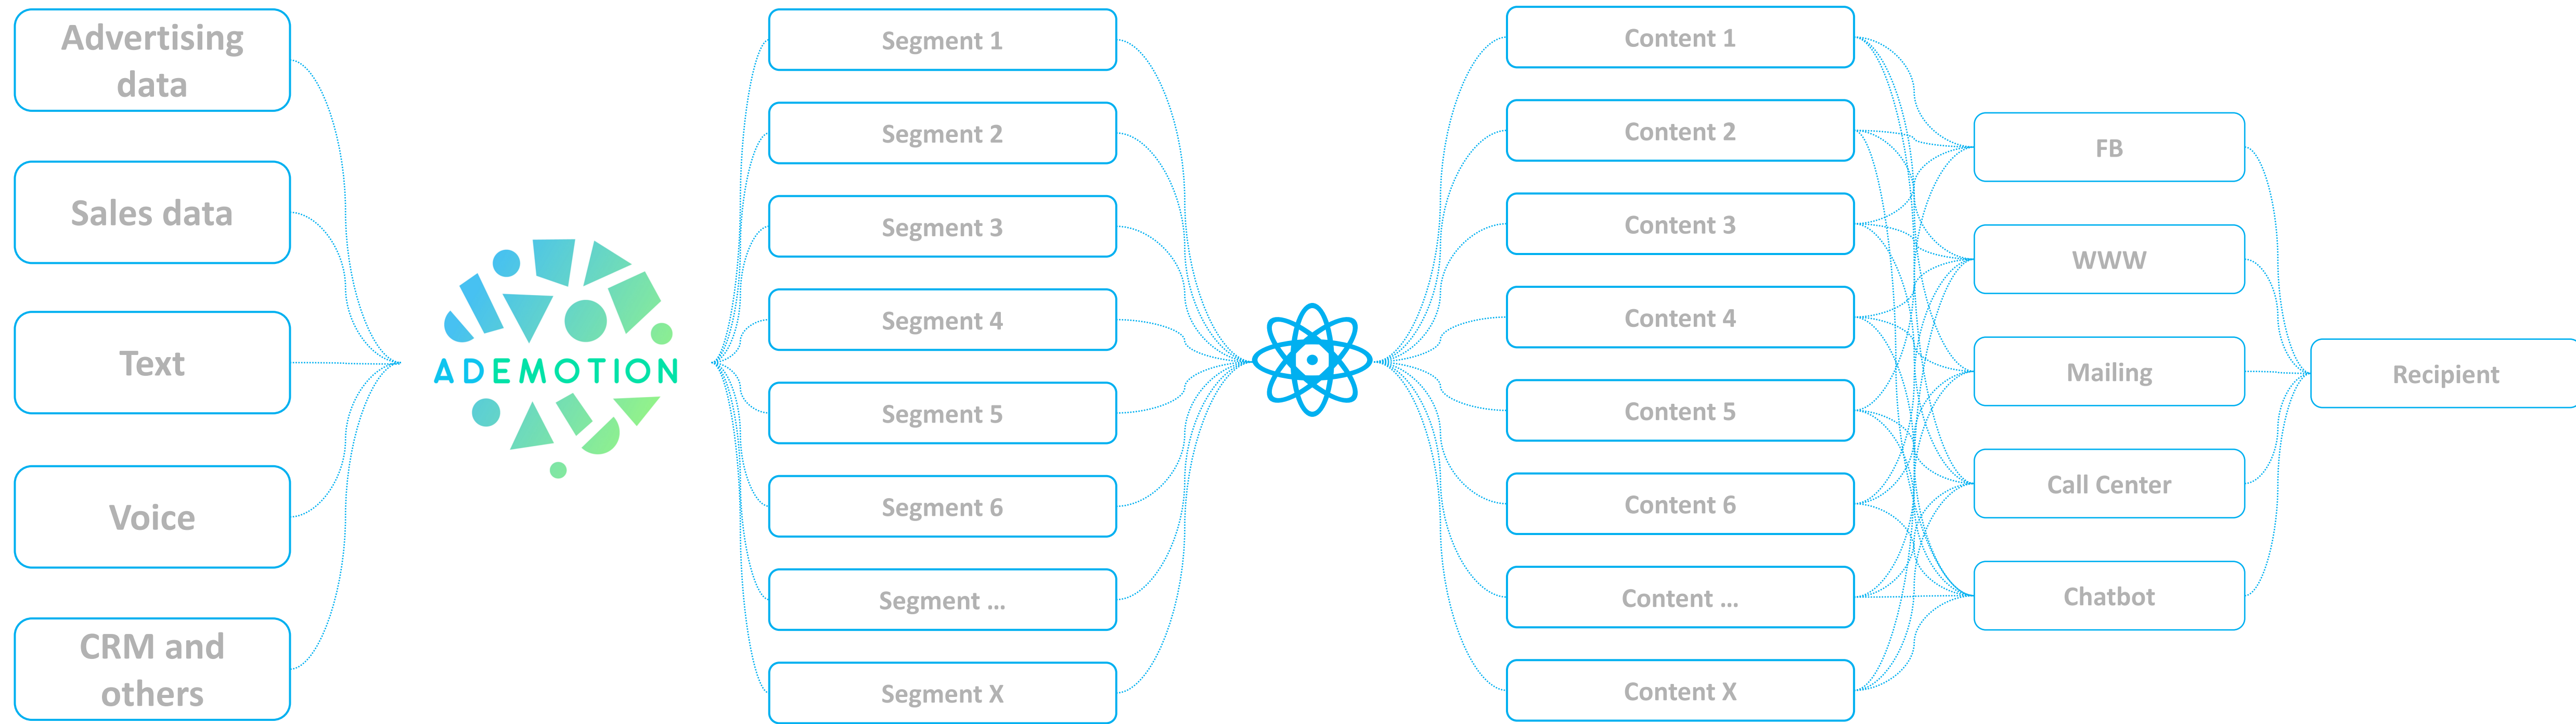 Advertising
data
Sales data
Text
Voice
CRM and
others
ADEMOTION
Segment 1
Segment 2
Segment 3
Segment 4
Segment 5
Segment 6
Segment ...
Segment X
Content 1
Content 2
Content 3
Content 4
Content 5
Content 6
Content ...
Content X
FB
WWW
Mailing
Call Center
Chatbot
Recipient